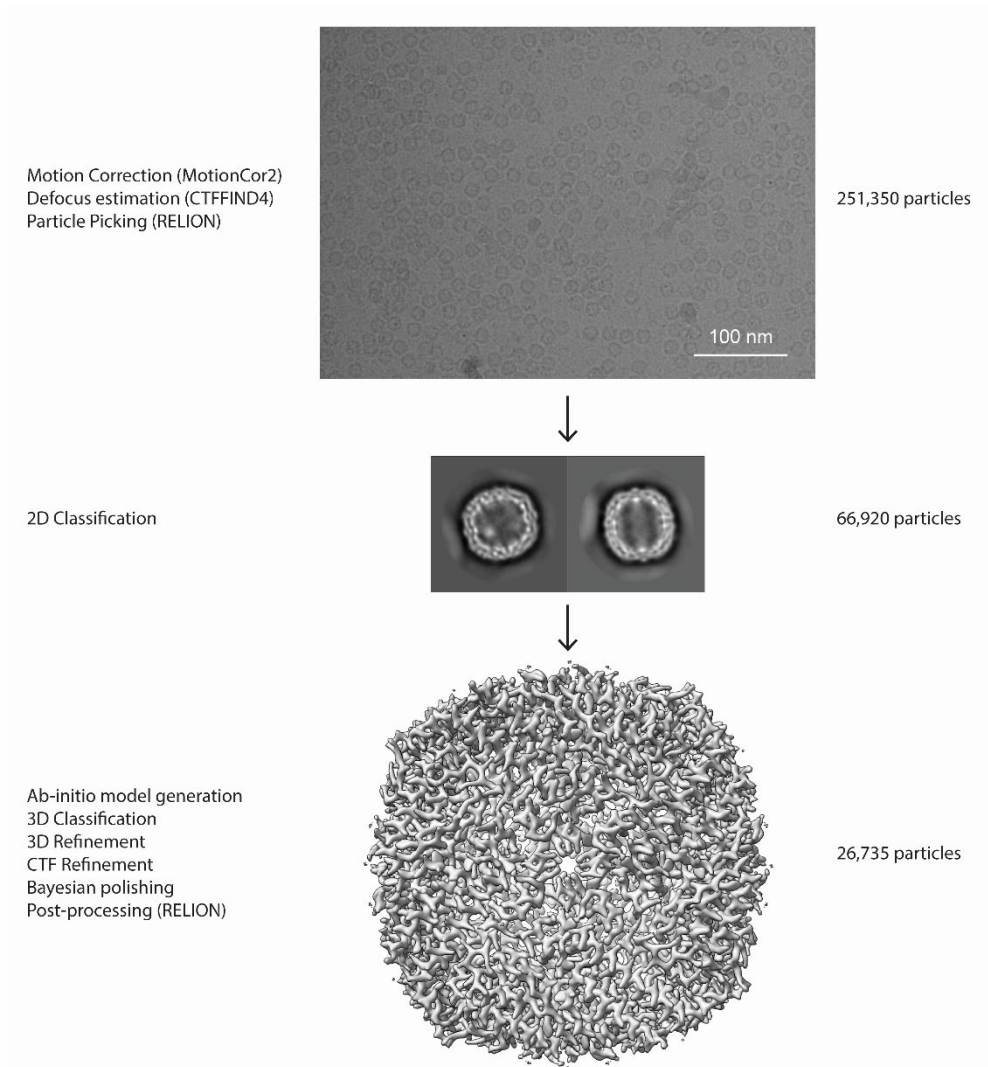 Motion Correction (MotionCor2)
Defocus estimation (CTFFIND4)
Particle Picking (RELION)
251,350 particles
100 nm
2D Classification
66,920 particles
Ab-initio model generation
3D Classification
3D Refinement
CTF Refinement
Bayesian polishing
Post-processing (RELION)
26,735 particles